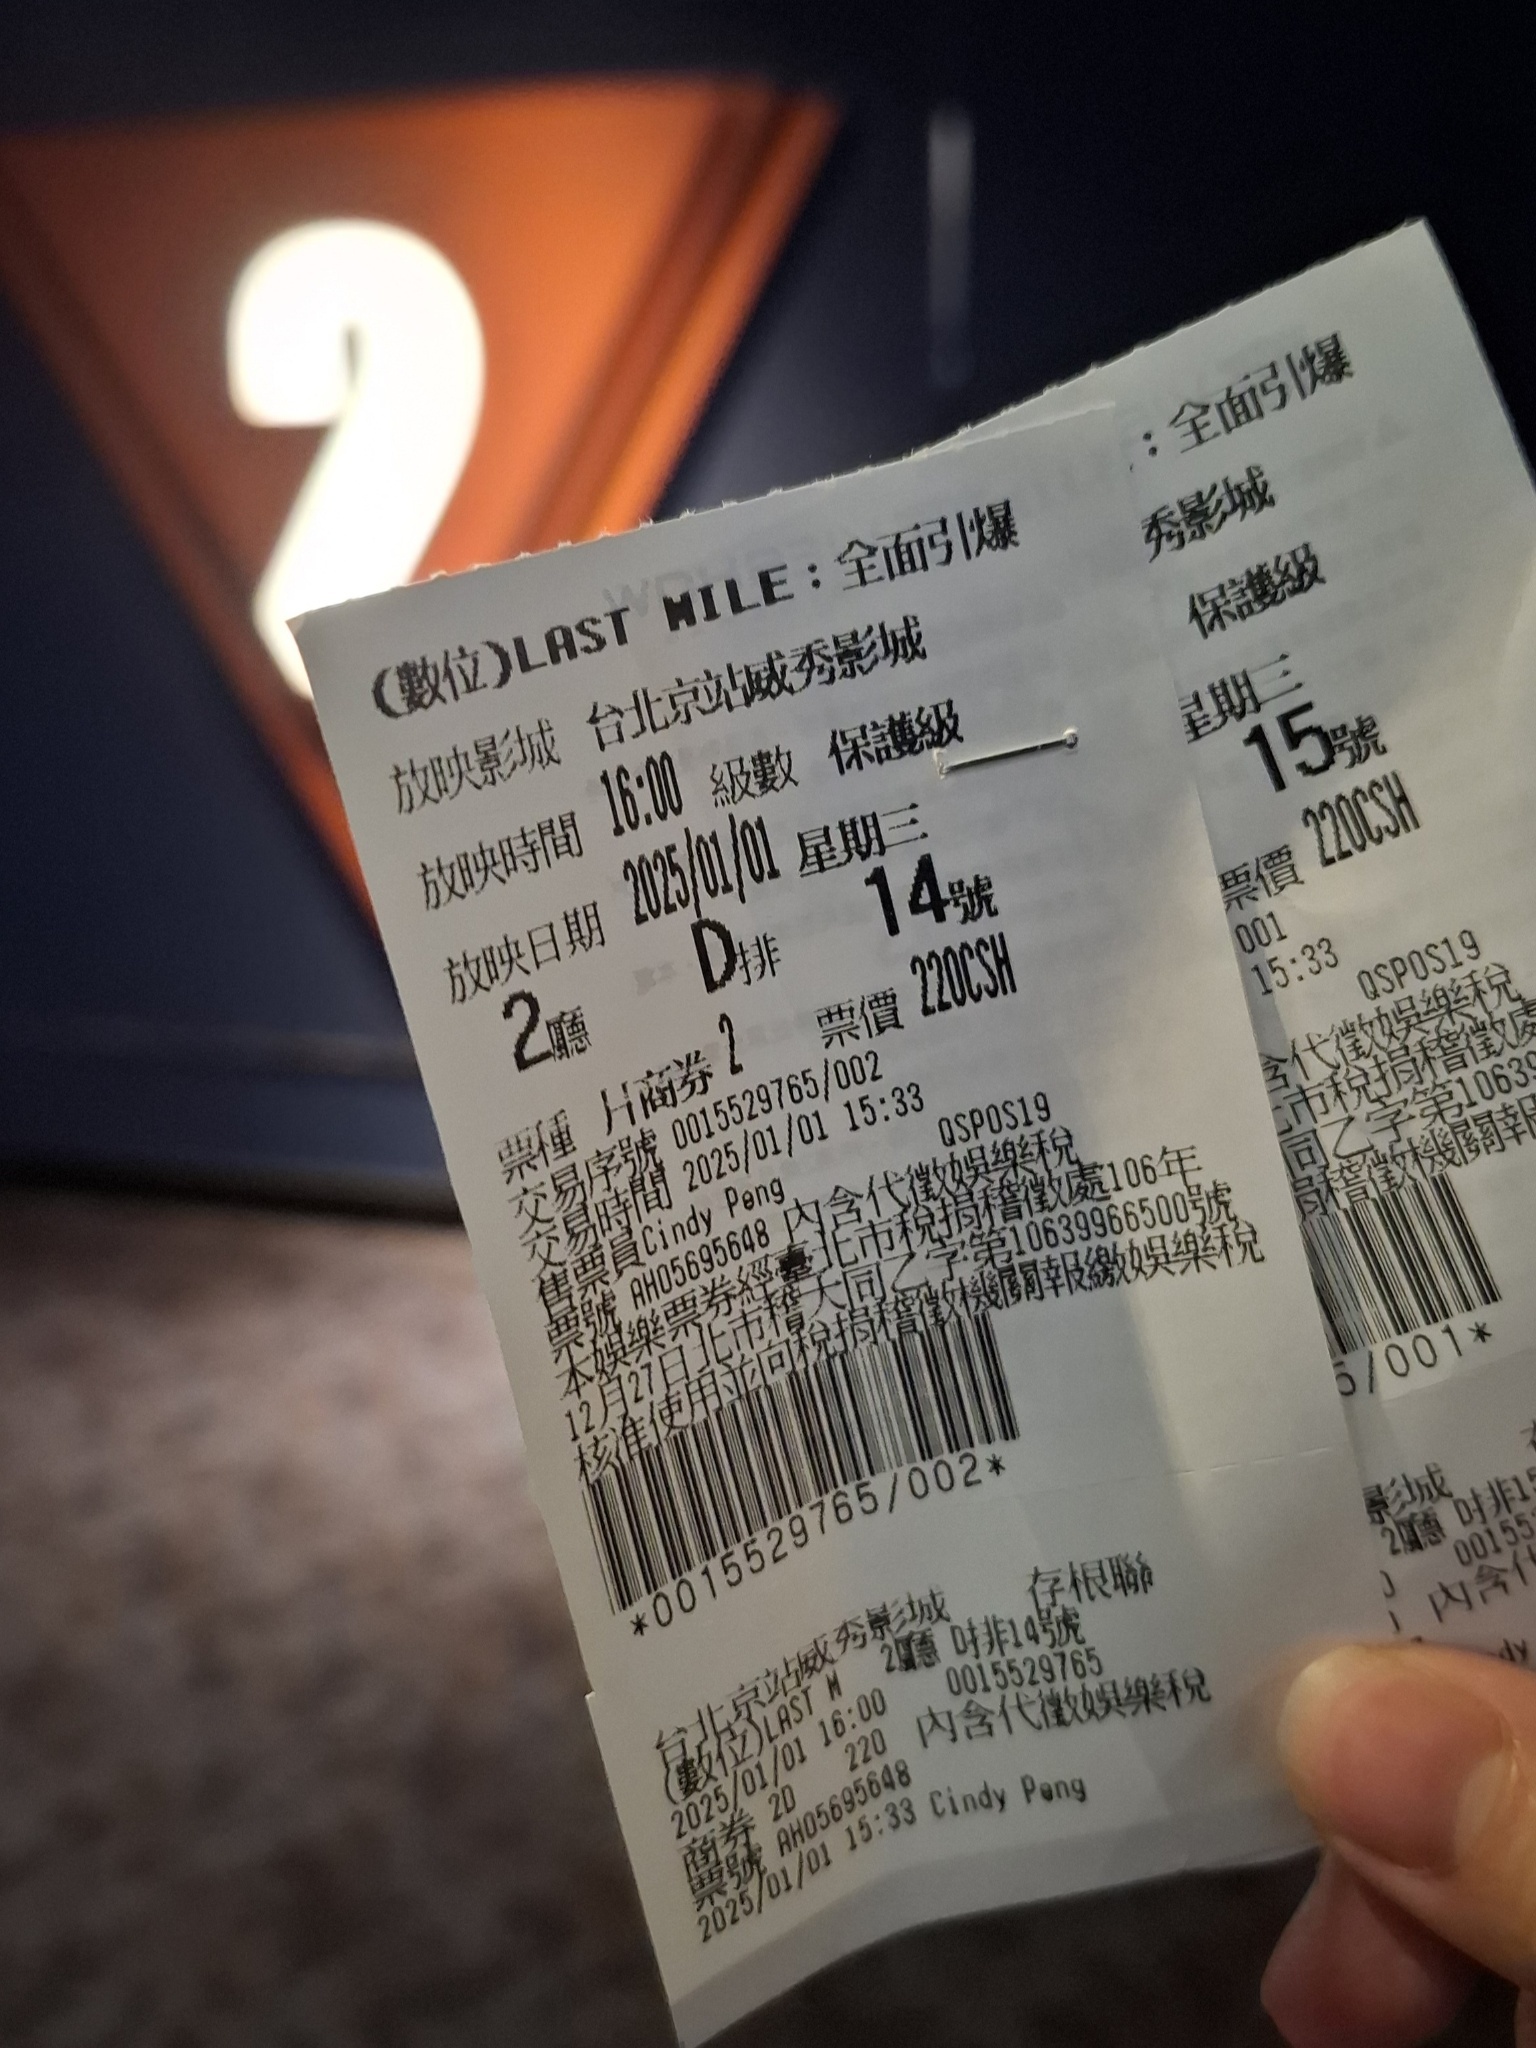 2
(數位)LAST MILE：全面引爆
放映影城 台北京站威秀影城
放映時間 16:00 級數 保護級
放映日期 2025/01/01 星期三
2廳 D排 14號
票種 片商券 2 票價 220CSH
交易序號 0015529765/002
交易時間 2025/01/01 15:33
售票員Cindy Peng QSPOS19
票號 AH05695648 內含代徵娛樂稅
本娛樂票券經臺北市稅捐稽徵處106年
12月27日北市稽大同乙字第10639966500號
核准使用並向稅捐稽徵機關報繳娛樂稅
*0015529765/002*
存根聯
台北京站威秀影城 2廳 D排14號
(數位)LAST M 0015529765
2025/01/01 16:00
商券 2D 220 內含代徵娛樂稅
票號 AH05695648
2025/01/01 15:33 Cindy Peng
：全面引爆
秀影城
保護級
星期三
15號
票價 220CSH
001
15:33
QSPOS19
含代徵娛樂稅
市稅捐稽徵處
同乙字第10639
捐稽徵機關報
5/001*
影城
2廳 D排15
00155
內含代